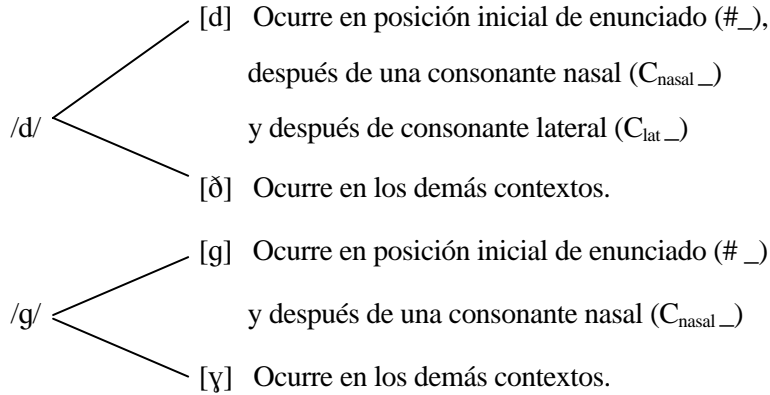 [d] Ocurre en posición inicial de enunciado (#_),
después de una consonante nasal (Cnasal _)
/d/ y después de consonante lateral (Clat _)
[ð] Ocurre en los demás contextos.
[g] Ocurre en posición inicial de enunciado (# _)
/g/ y después de una consonante nasal (Cnasal _)
[ɣ] Ocurre en los demás contextos.